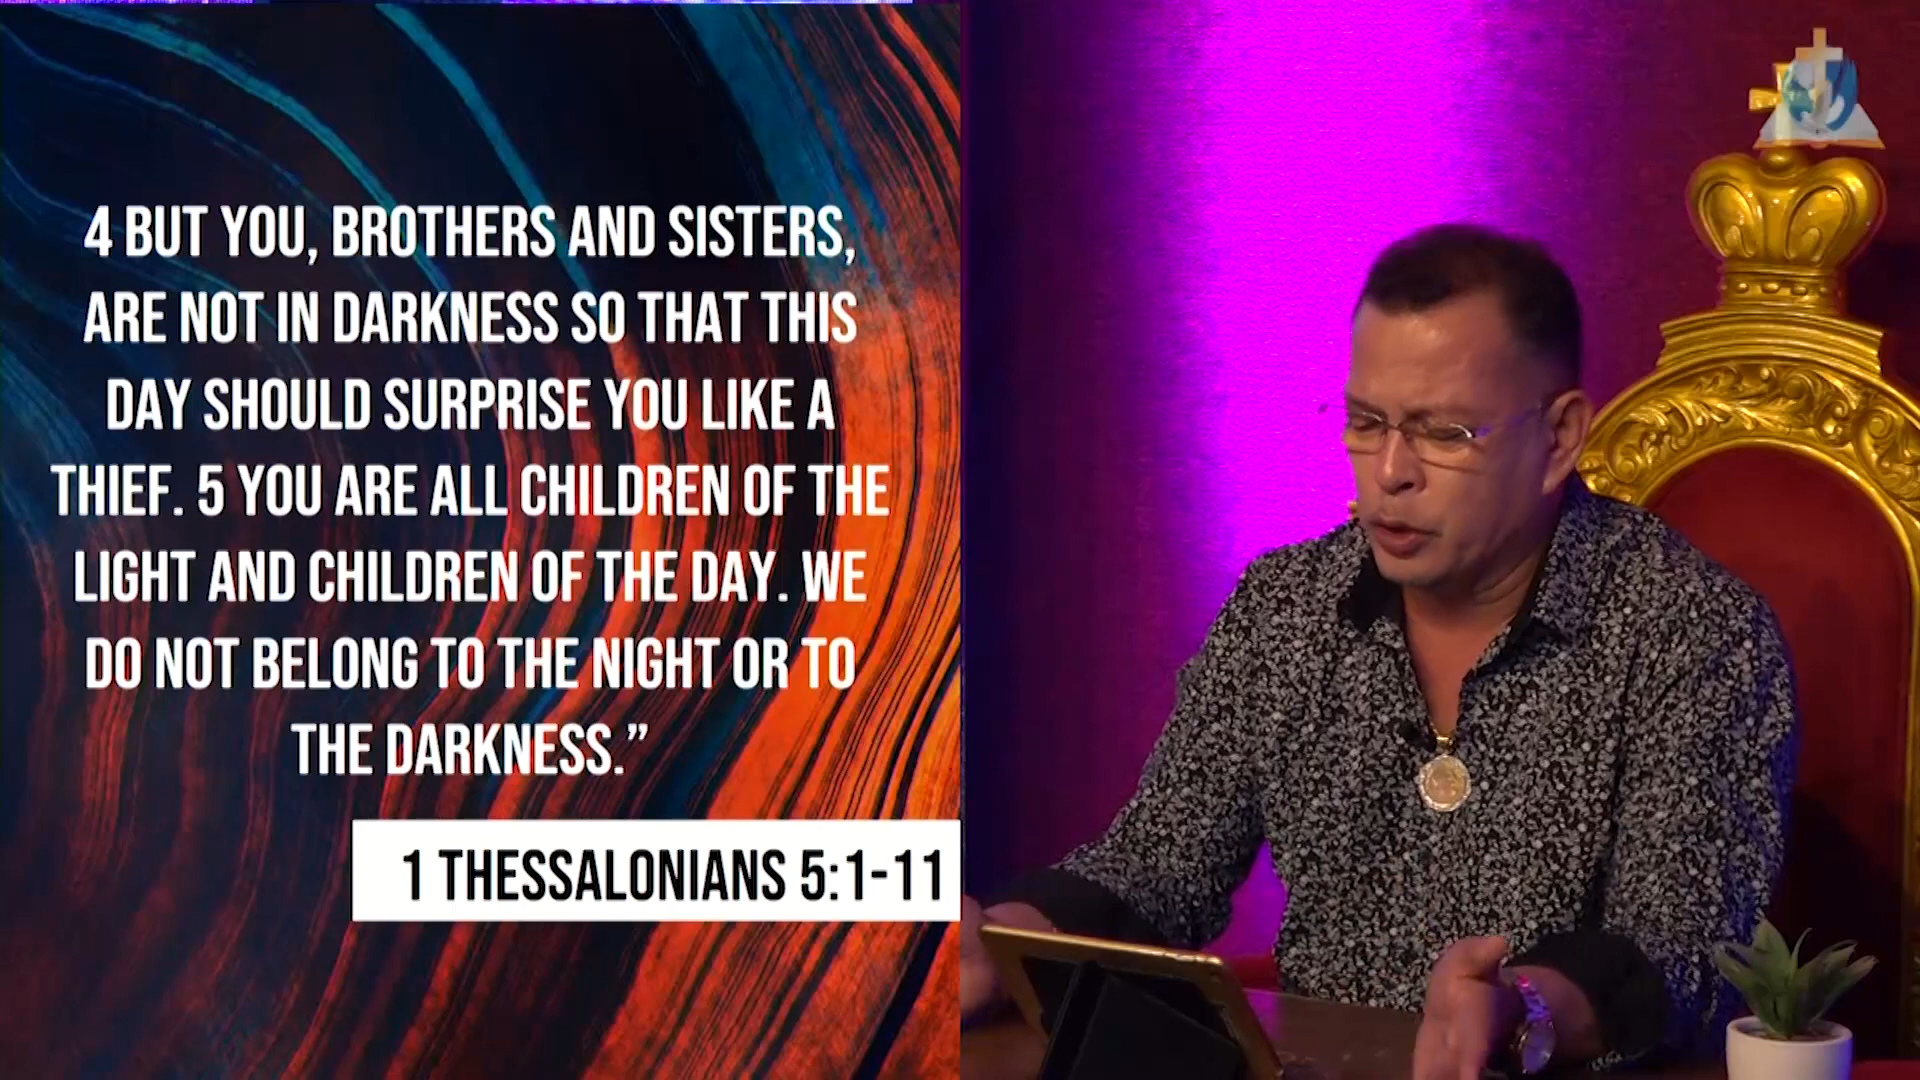 4 BUT YOU, BROTHERS AND SISTERS,
ARE NOT IN DARKNESS SO THAT THIS
DAY SHOULD SURPRISE YOU LIKE A
THIEF. 5 YOU ARE ALL CHILDREN OF THE
LIGHT AND CHILDREN OF THE DAY. WE
DO NOT BELONG TO THE NIGHT OR TO
THE DARKNESS.”
1 THESSALONIANS 5:1-11